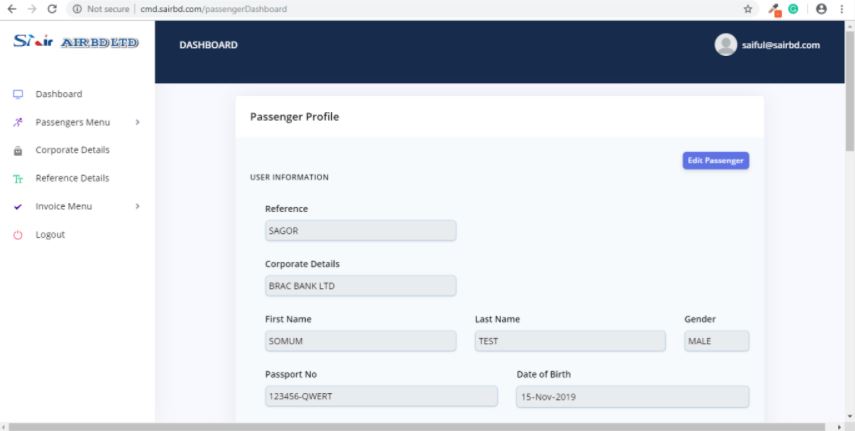 Not secure | cmd.sairbd.com/passengerDashboard
AIR BD LTD
DASHBOARD
saiful@sairbd.com
Dashboard
Passengers Menu
Corporate Details
Reference Details
Invoice Menu
Logout
Passenger Profile
Edit Passenger
USER INFORMATION
Reference
SAGOR
Corporate Details
BRAC BANK LTD
First Name Last Name Gender
SOMUM TEST MALE
Passport No Date of Birth
123456-QWERT 15-Nov-2019